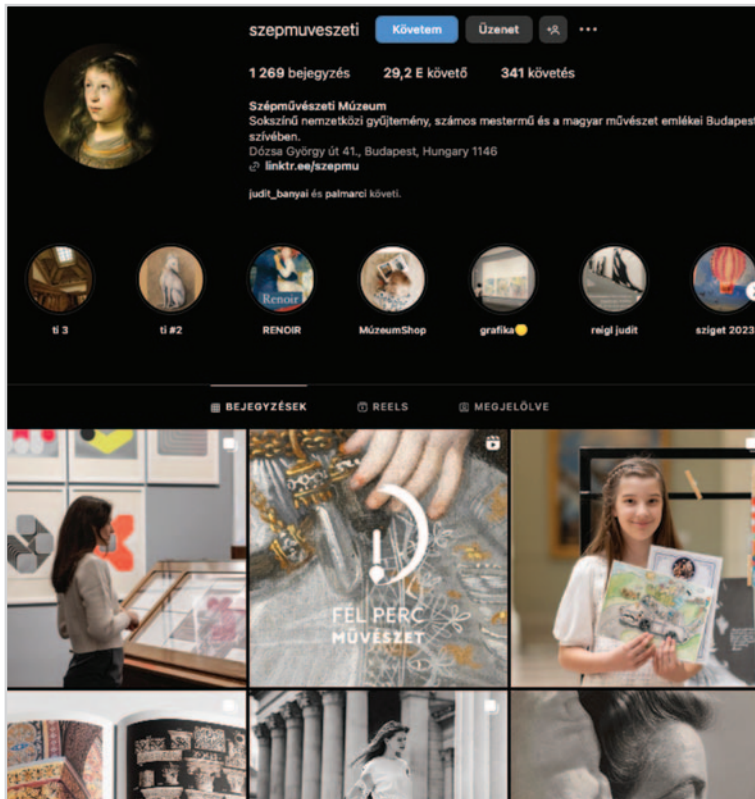 szepmuveszeti Követem Üzenet
1 269 bejegyzés 29,2 E követő 341 követés
Szépművészeti Múzeum
Sokszínű nemzetközi gyűjtemény, számos mestermű és a magyar művészet emlékei Budapest
szívében.
Dózsa György út 41., Budapest, Hungary 1146
linktr.ee/szepmu
judit_banyai és palmarci követi.
Renoir
ti 3 ti #2 RENOIR MúzeumShop grafika reigl judit sziget 2023
BEJEGYZÉSEK REELS MEGJELÖLVE
FÉL PERC
MŰVÉSZET